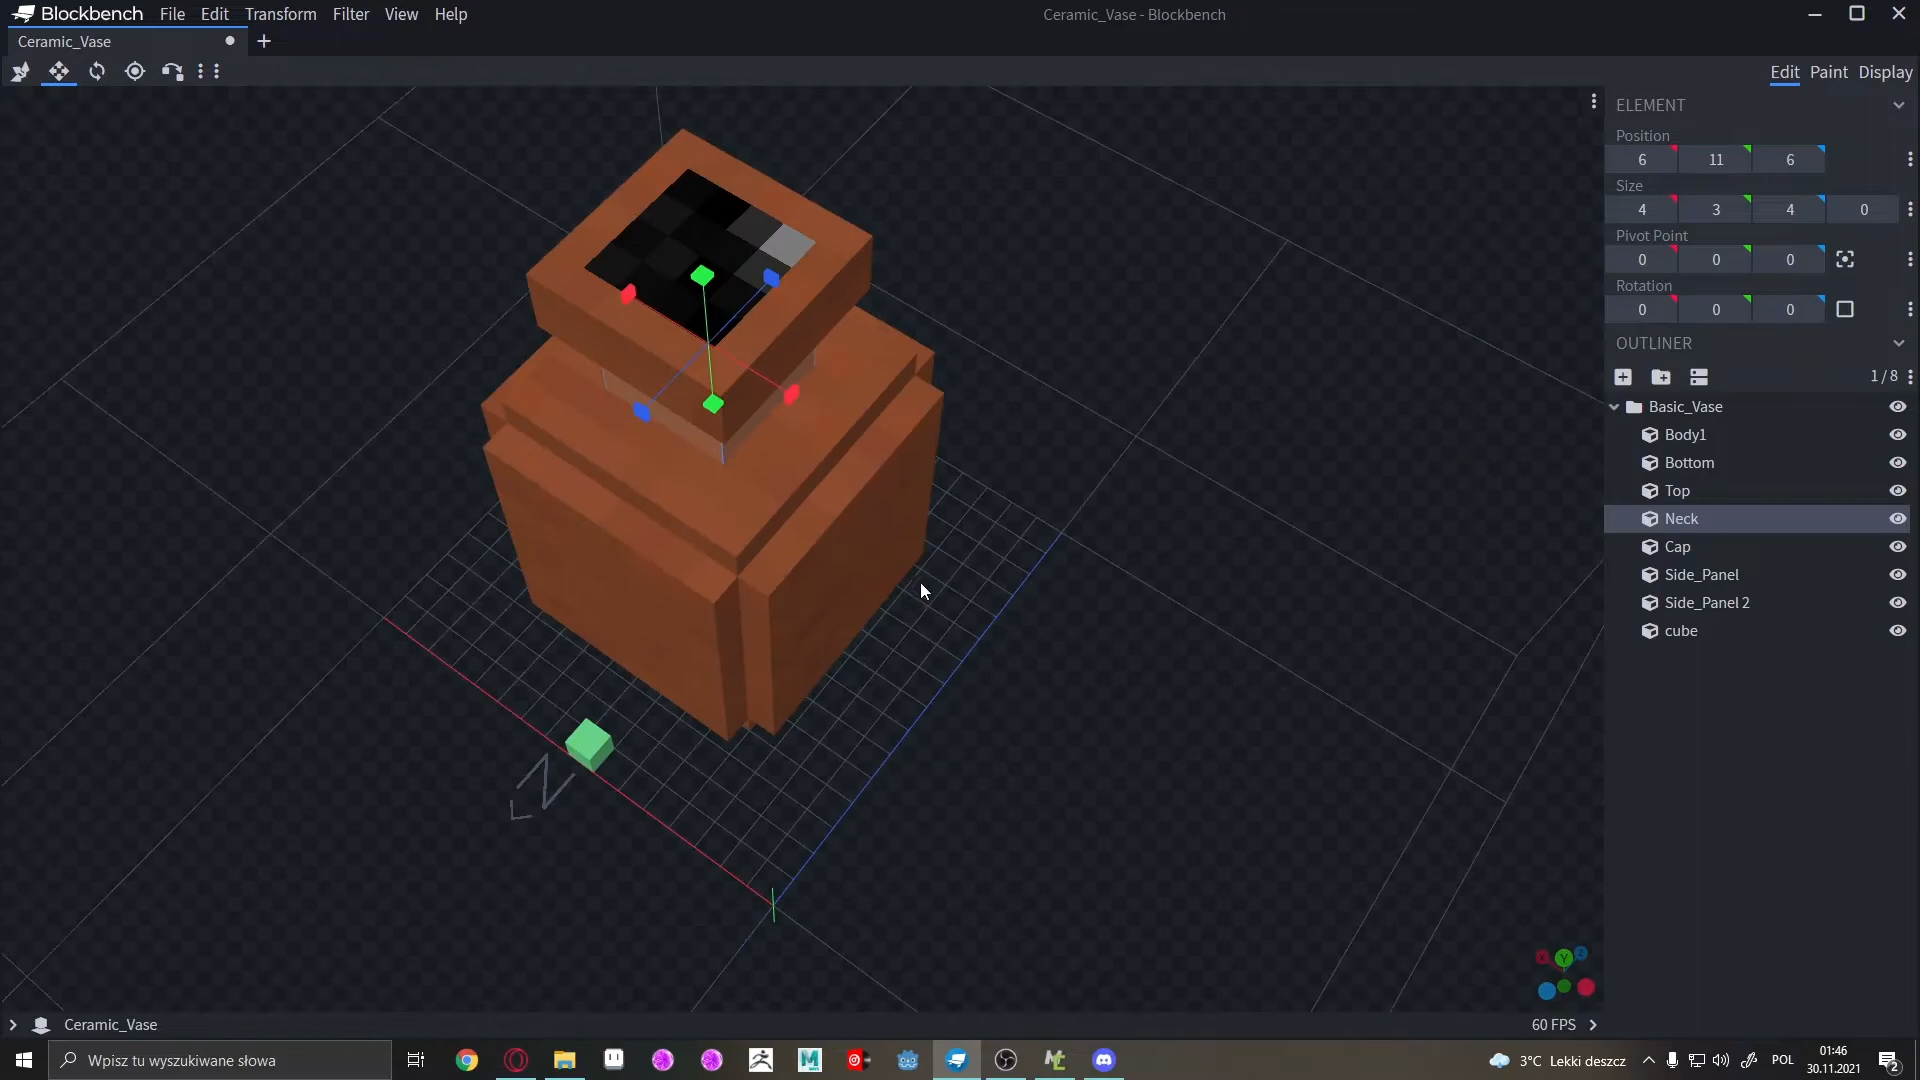 Blockbench File Edit Transform Filter View Help
Ceramic_Vase - Blockbench
Ceramic_Vase
Edit Paint Display
ELEMENT
Position
6 11 6
Size
4 3 4 0
Pivot Point
0 0 0
Rotation
0 0 0
OUTLINER
1 / 8
Basic_Vase
Body1
Bottom
Top
Neck
Cap
Side_Panel
Side_Panel 2
cube
N
X Y Z
Ceramic_Vase
60 FPS
Wpisz tu wyszukiwane słowa
3°C Lekki deszcz
POL
01:46
30.11.2021
2